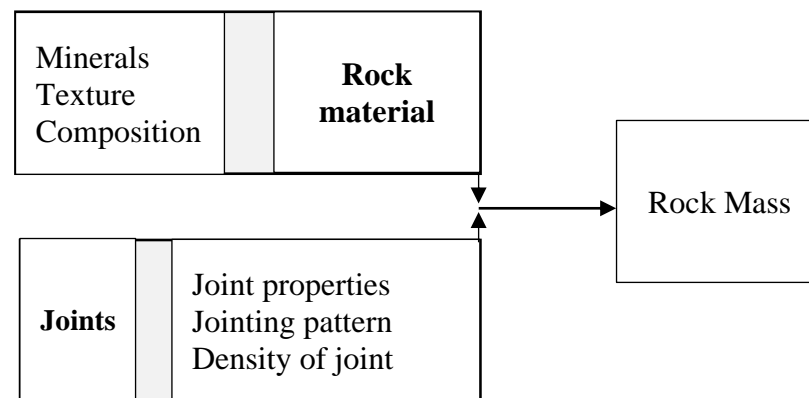 Minerals
Texture
Composition
Rock
material
Rock Mass
Joints
Joint properties
Jointing pattern
Density of joint